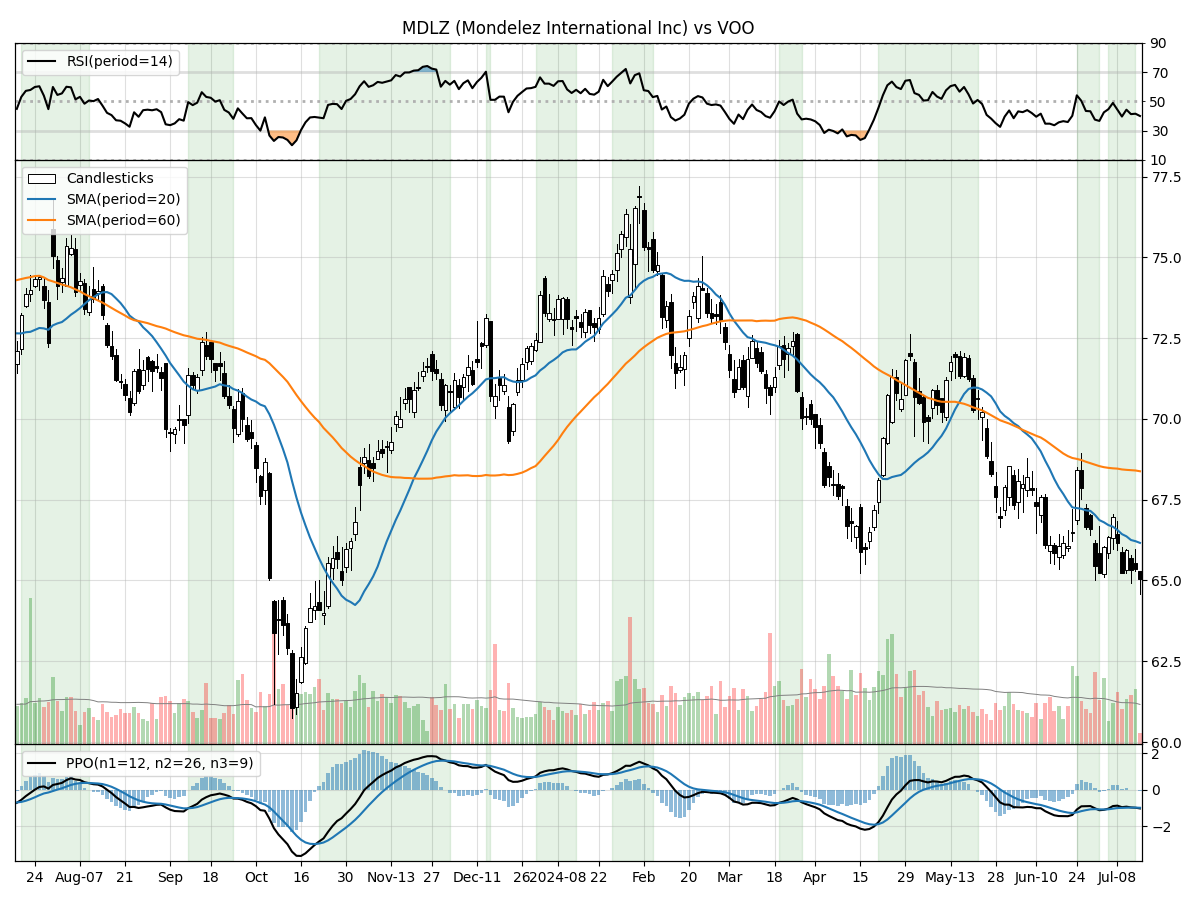 MDLZ (Mondelez International Inc) vs VOO
RSI(period=14)
90
70
50
30
10
Candlesticks
SMA(period=20)
SMA(period=60)
77.5
75.0
72.5
70.0
67.5
65.0
62.5
60.0
PPO(n1=12, n2=26, n3=9)
2
0
−2
24 Aug-07 21 Sep 18 Oct 16 30 Nov-13 27 Dec-11 26 2024-08 22 Feb 20 Mar 18 Apr 15 29 May-13 28 Jun-10 24 Jul-08